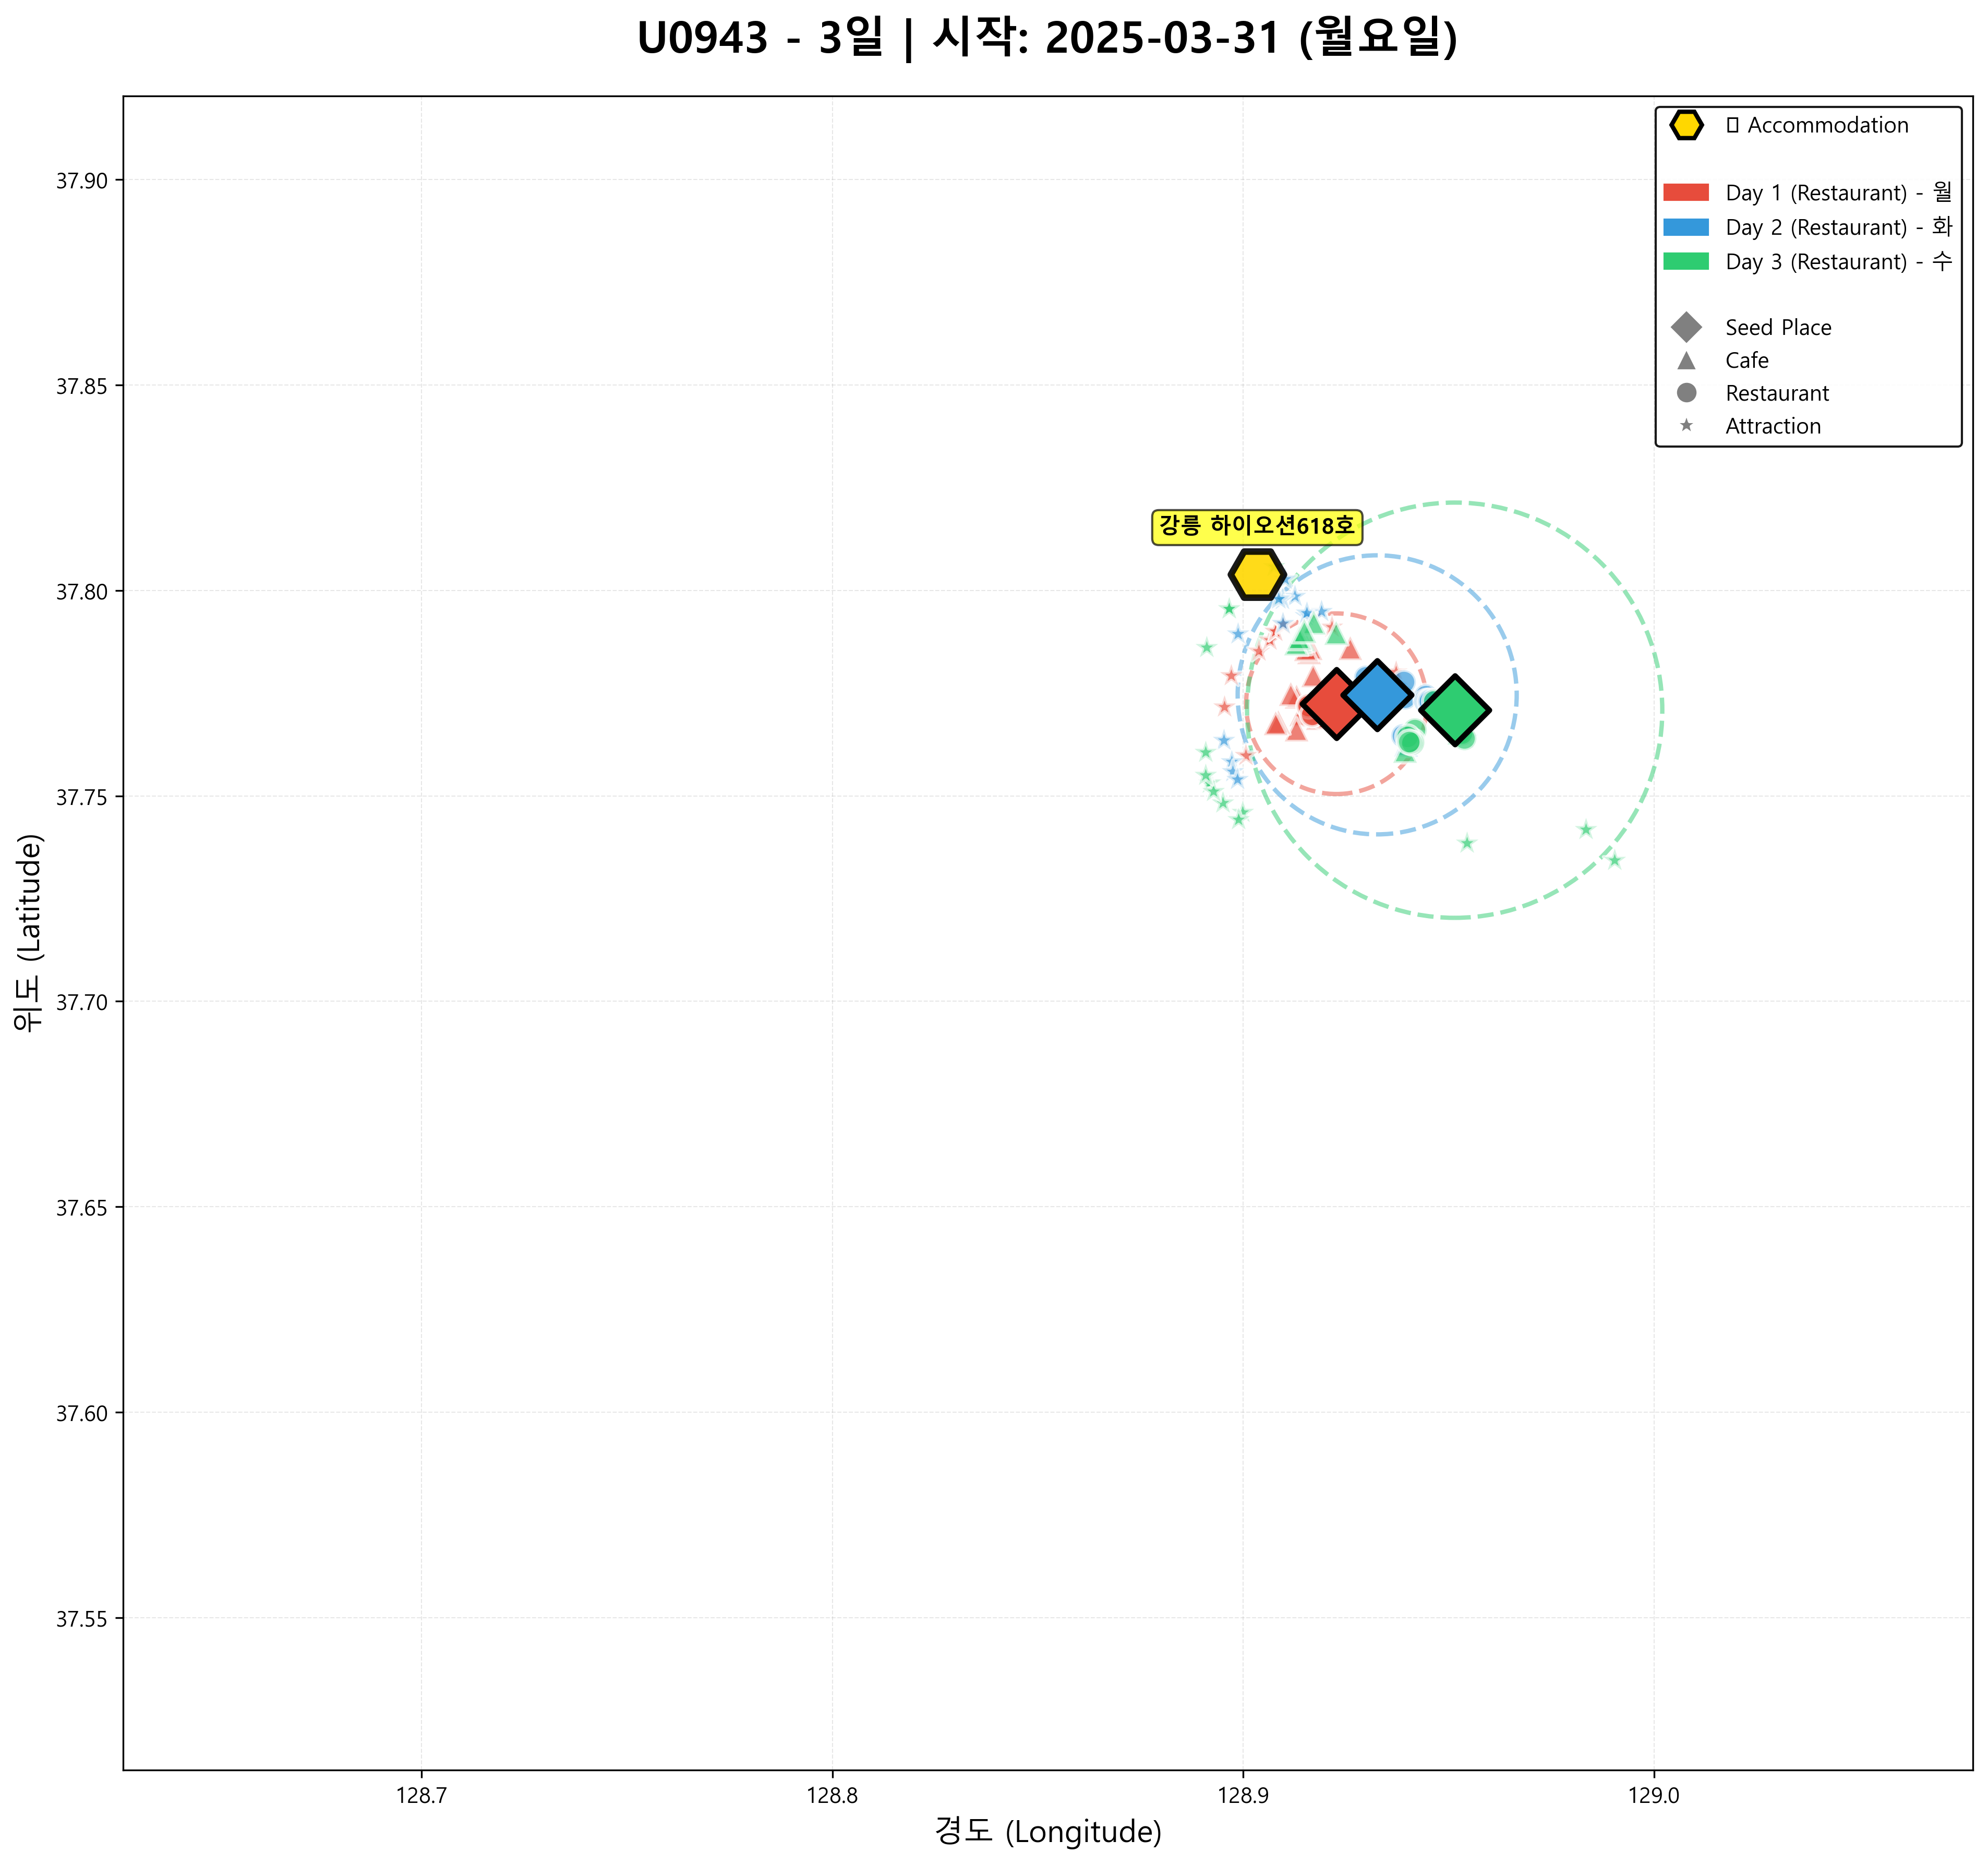 U0943 - 3일 | 시작: 2025-03-31 (월요일)
Accommodation
Day 1 (Restaurant) - 월
Day 2 (Restaurant) - 화
Day 3 (Restaurant) - 수
Seed Place
Cafe
Restaurant
Attraction
강릉 하이오션618호
위도 (Latitude)
37.90
37.85
37.80
37.75
37.70
37.65
37.60
37.55
128.7
128.8
128.9
129.0
경도 (Longitude)